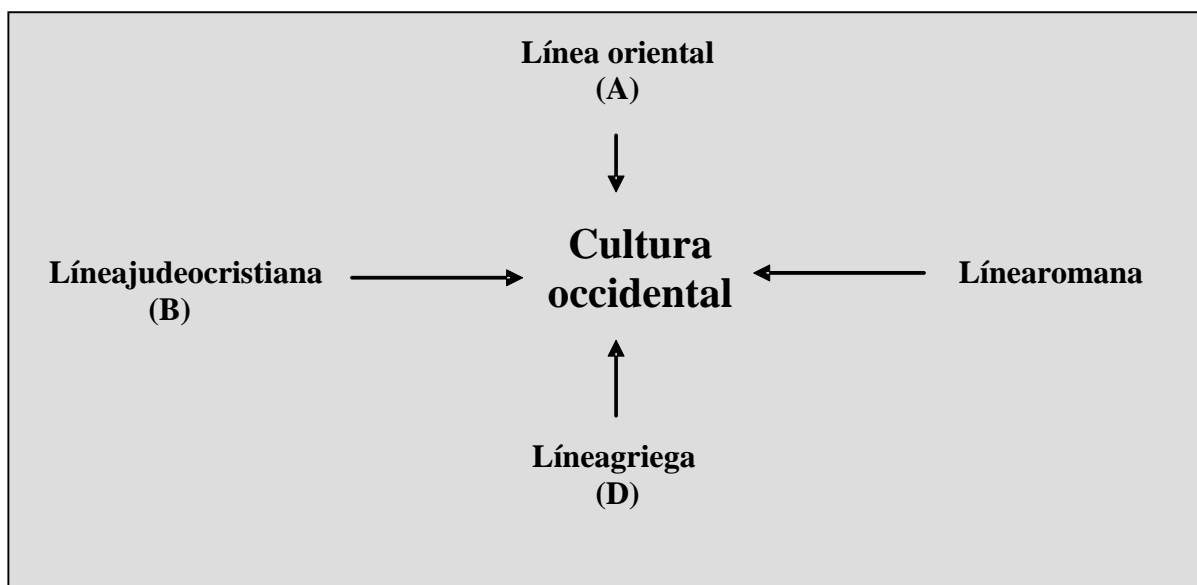 Línea oriental
(A)
Cultura
occidental
Líneajudeocristiana
(B)
Línearomana
Líneagriega
(D)